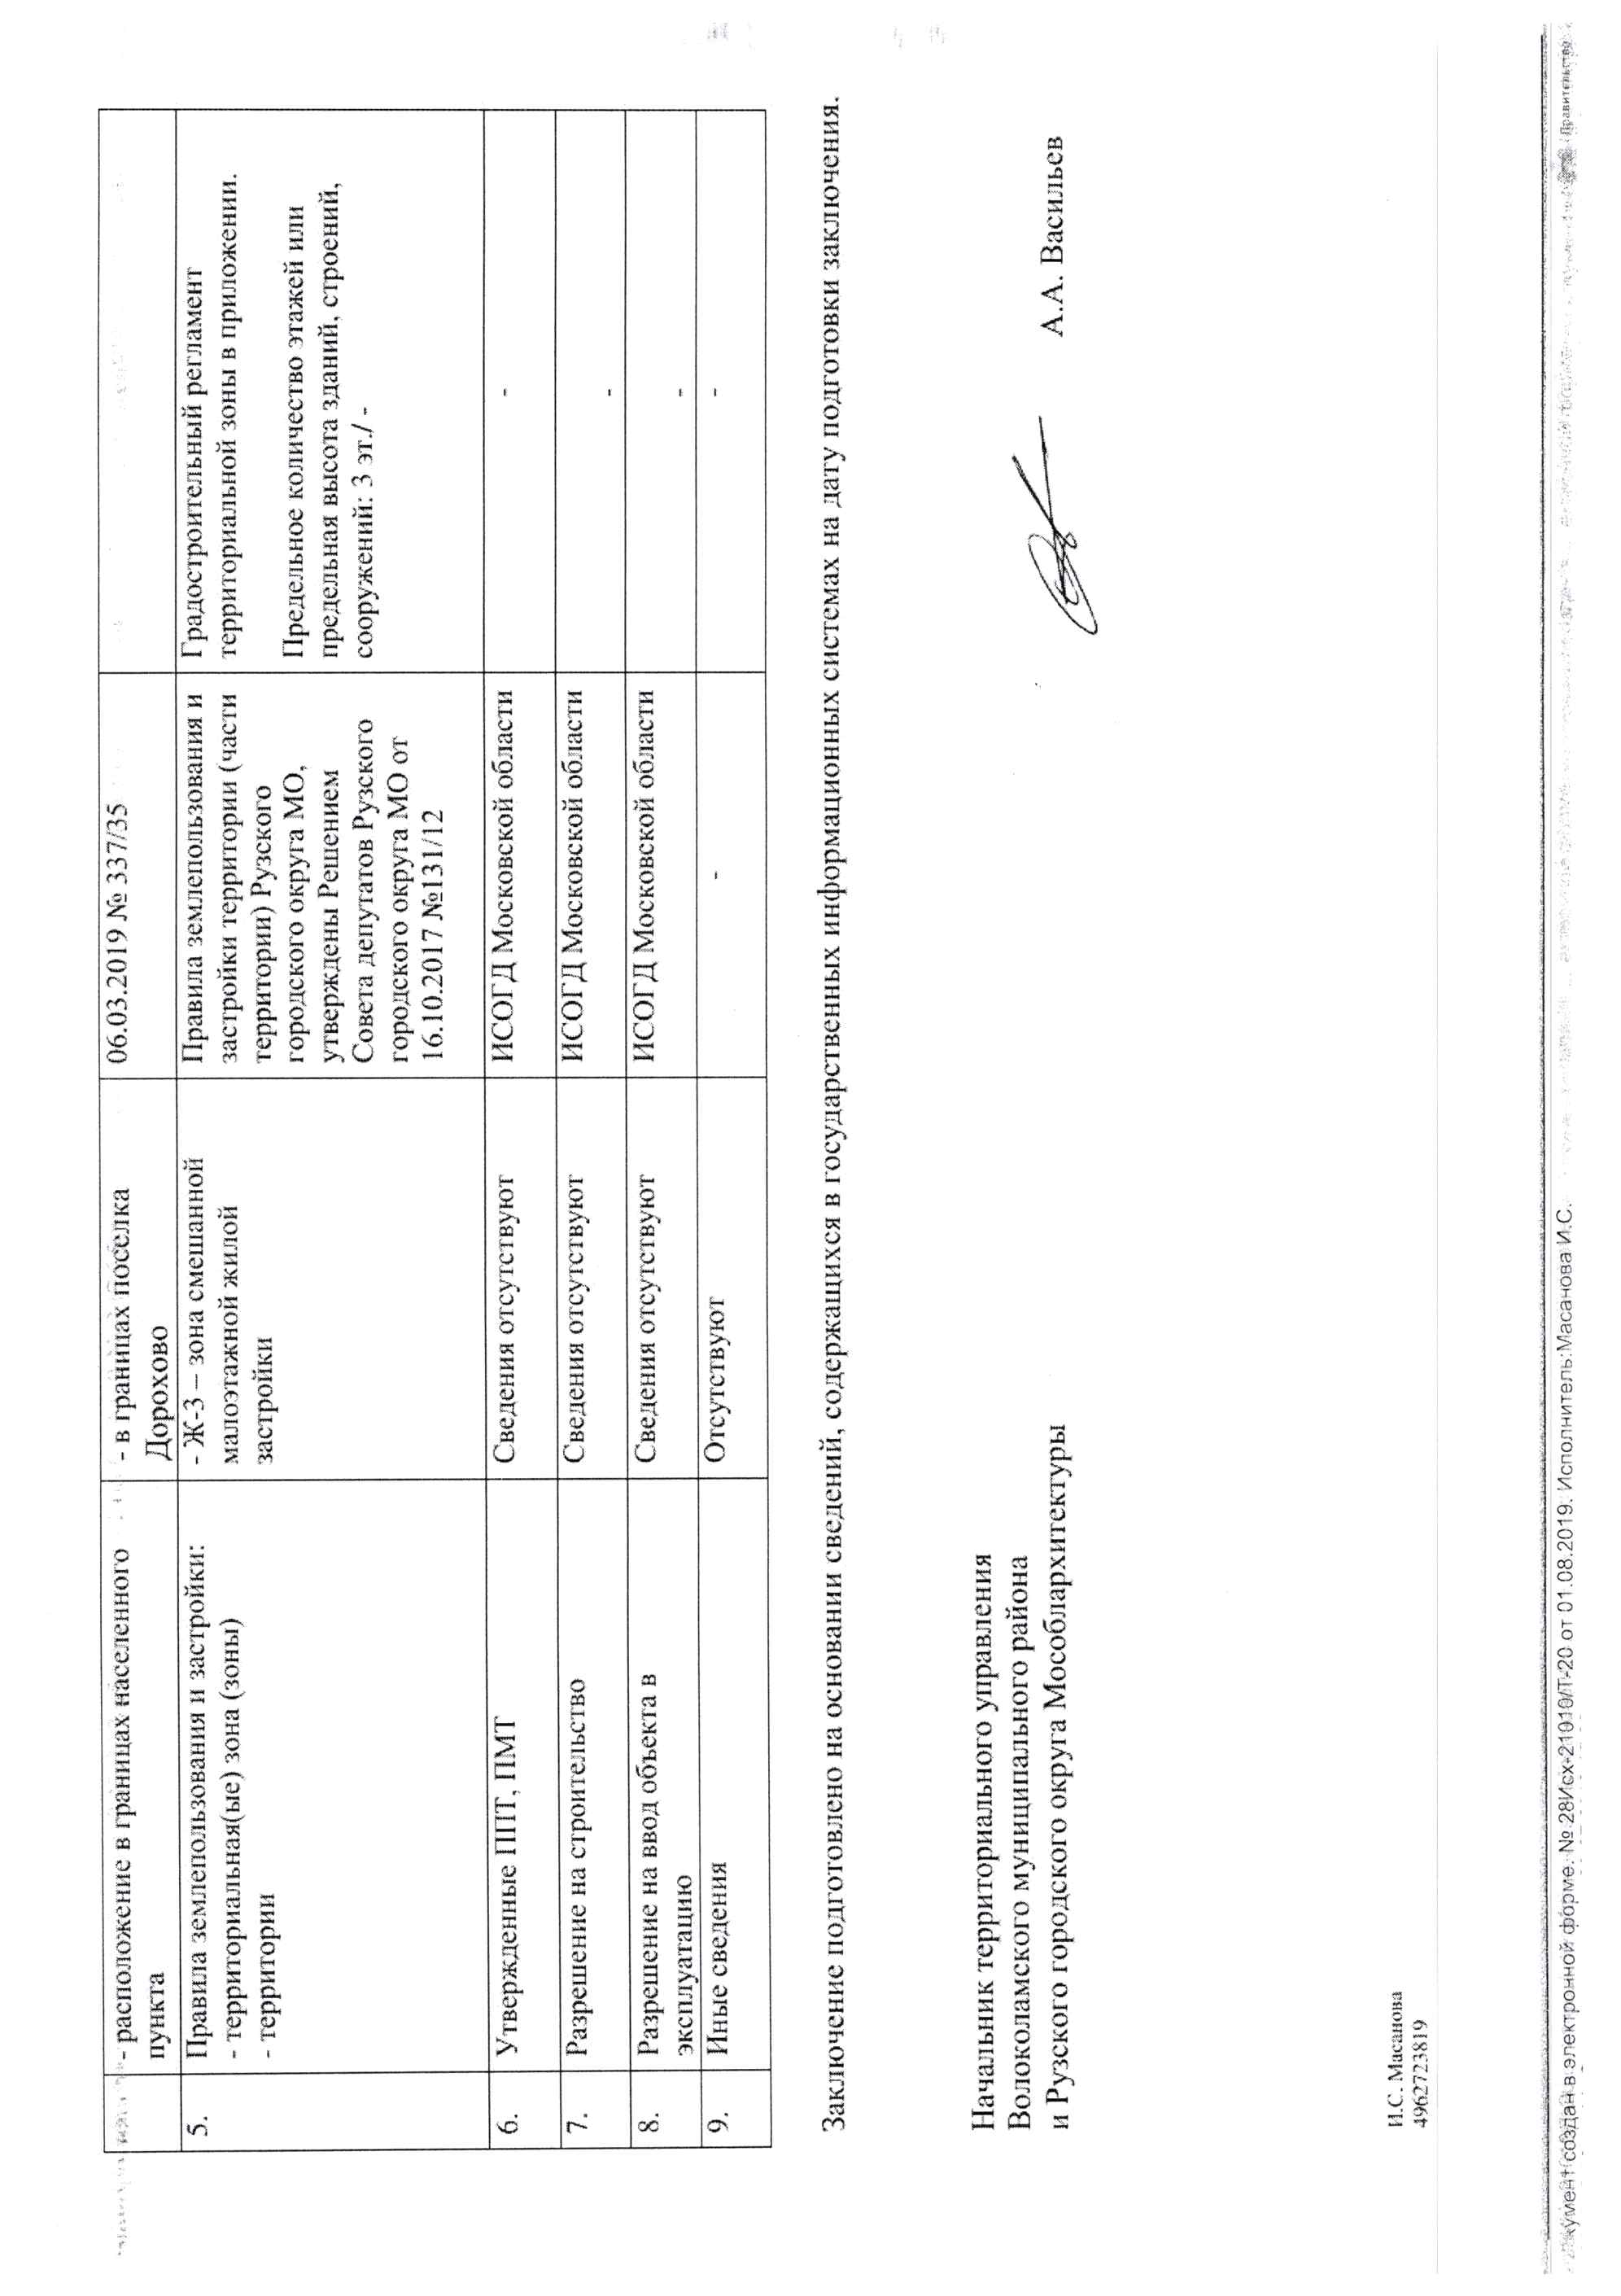 - расположение в границах населенного
пункта
- в границах поселка
Дорохово
06.03.2019 № 337/35
5.
Правила землепользования и застройки:
- территориальная(ые) зона (зоны)
- территории
- Ж-3 – зона смешанной
малоэтажной жилой
застройки
Правила землепользования и
застройки территории (части
территории) Рузского
городского округа МО,
утверждены Решением
Совета депутатов Рузского
городского округа МО от
16.10.2017 №131/12
Градостроительный регламент
территориальной зоны в приложении.
Предельное количество этажей или
предельная высота зданий, строений,
сооружений: 3 эт./ -
6.
Утвержденные ППТ, ПМТ
Сведения отсутствуют
ИСОГД Московской области
-
7.
Разрешение на строительство
Сведения отсутствуют
ИСОГД Московской области
-
8.
Разрешение на ввод объекта в
эксплуатацию
Сведения отсутствуют
ИСОГД Московской области
-
9.
Иные сведения
Отсутствуют
-
-
Заключение подготовлено на основании сведений, содержащихся в государственных информационных системах на дату подготовки заключения.
Начальник территориального управления
Волоколамского муниципального района
и Рузского городского округа Мособлархитектуры
А.А. Васильев
И.С. Масанова
4962723819
создан в электронной форме. № 28Исх-21010/Т-20 от 01.08.2019. Исполнитель:Масанова И.С.
Правительство